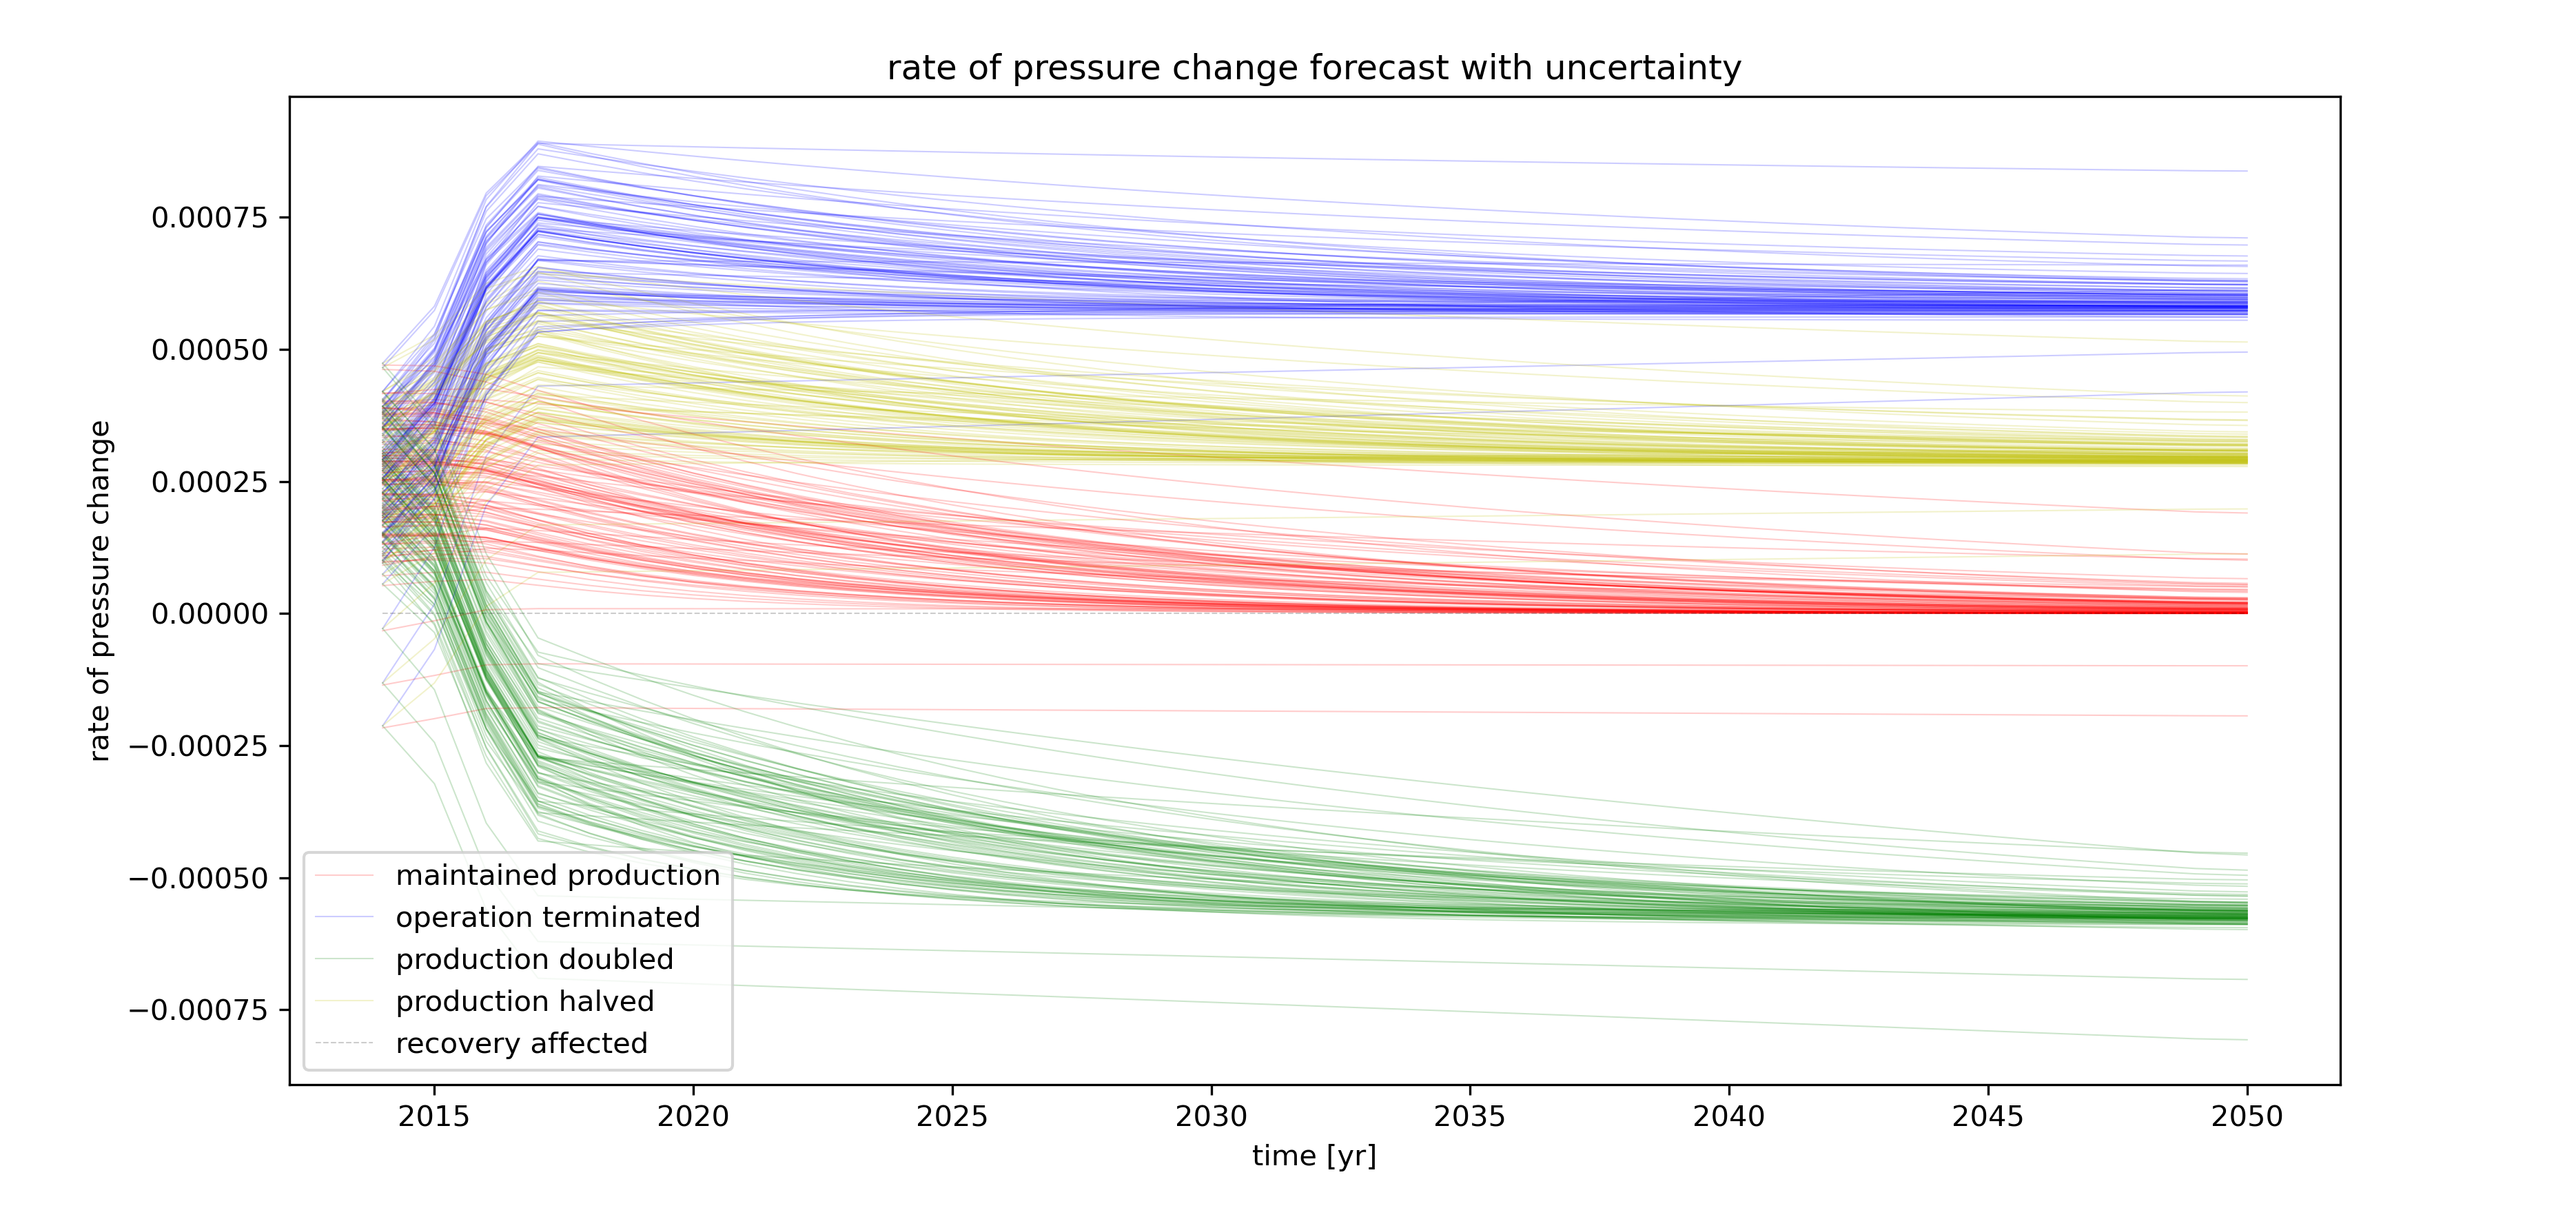 rate of pressure change forecast with uncertainty
rate of pressure change
0.00075
0.00050
0.00025
0.00000
−0.00025
−0.00050
−0.00075
maintained production
operation terminated
production doubled
production halved
recovery affected
2015 2020 2025 2030 2035 2040 2045 2050
time [yr]